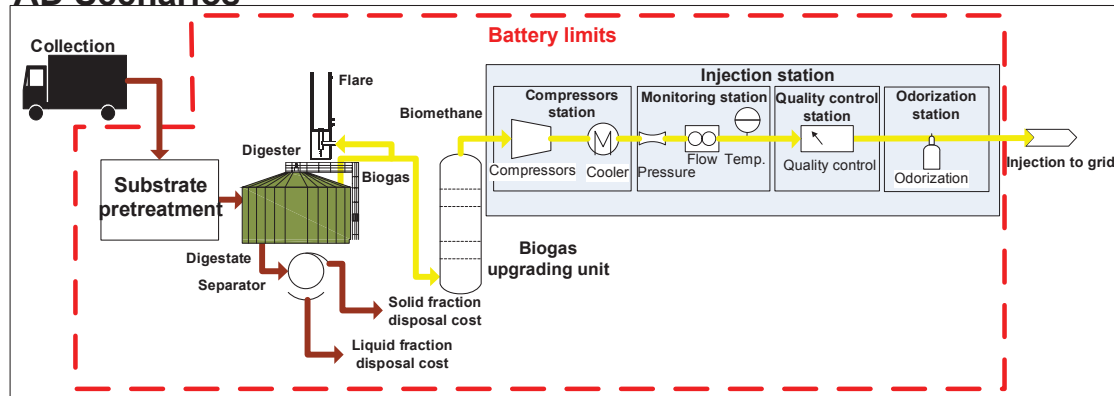 AD Scenarios
Battery limits
Collection
Injection station
Flare
Compressors
station
Monitoring station
Quality control
station
Odorization
station
Biomethane
Digester
Biogas
Compressors
Cooler
Pressure
Flow
Temp.
Quality control
Odorization
Injection to grid
Substrate
pretreatment
Digestate
Separator
Biogas
upgrading unit
Solid fraction
disposal cost
Liquid fraction
disposal cost